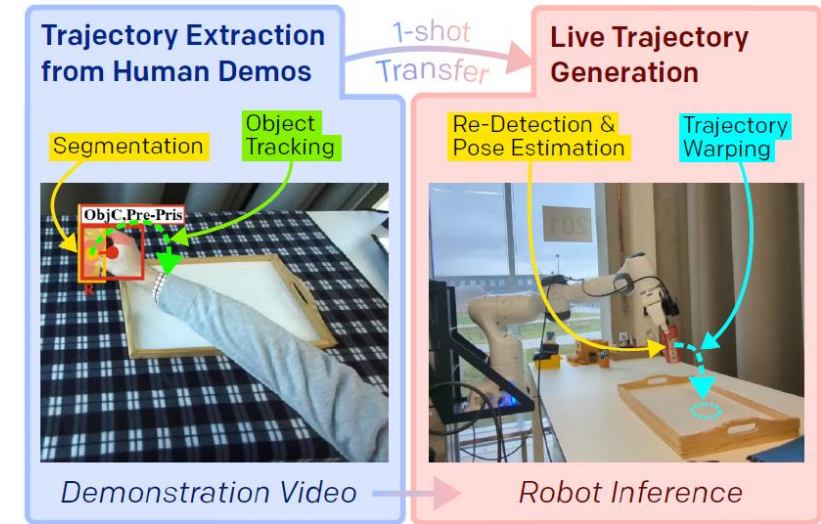 Trajectory Extraction
from Human Demos
1-shot
Transfer
Live Trajectory
Generation
Segmentation
Object
Tracking
Re-Detection &
Pose Estimation
Trajectory
Warping
ObjC,Pre-Pris
R
201
Demonstration Video
Robot Inference